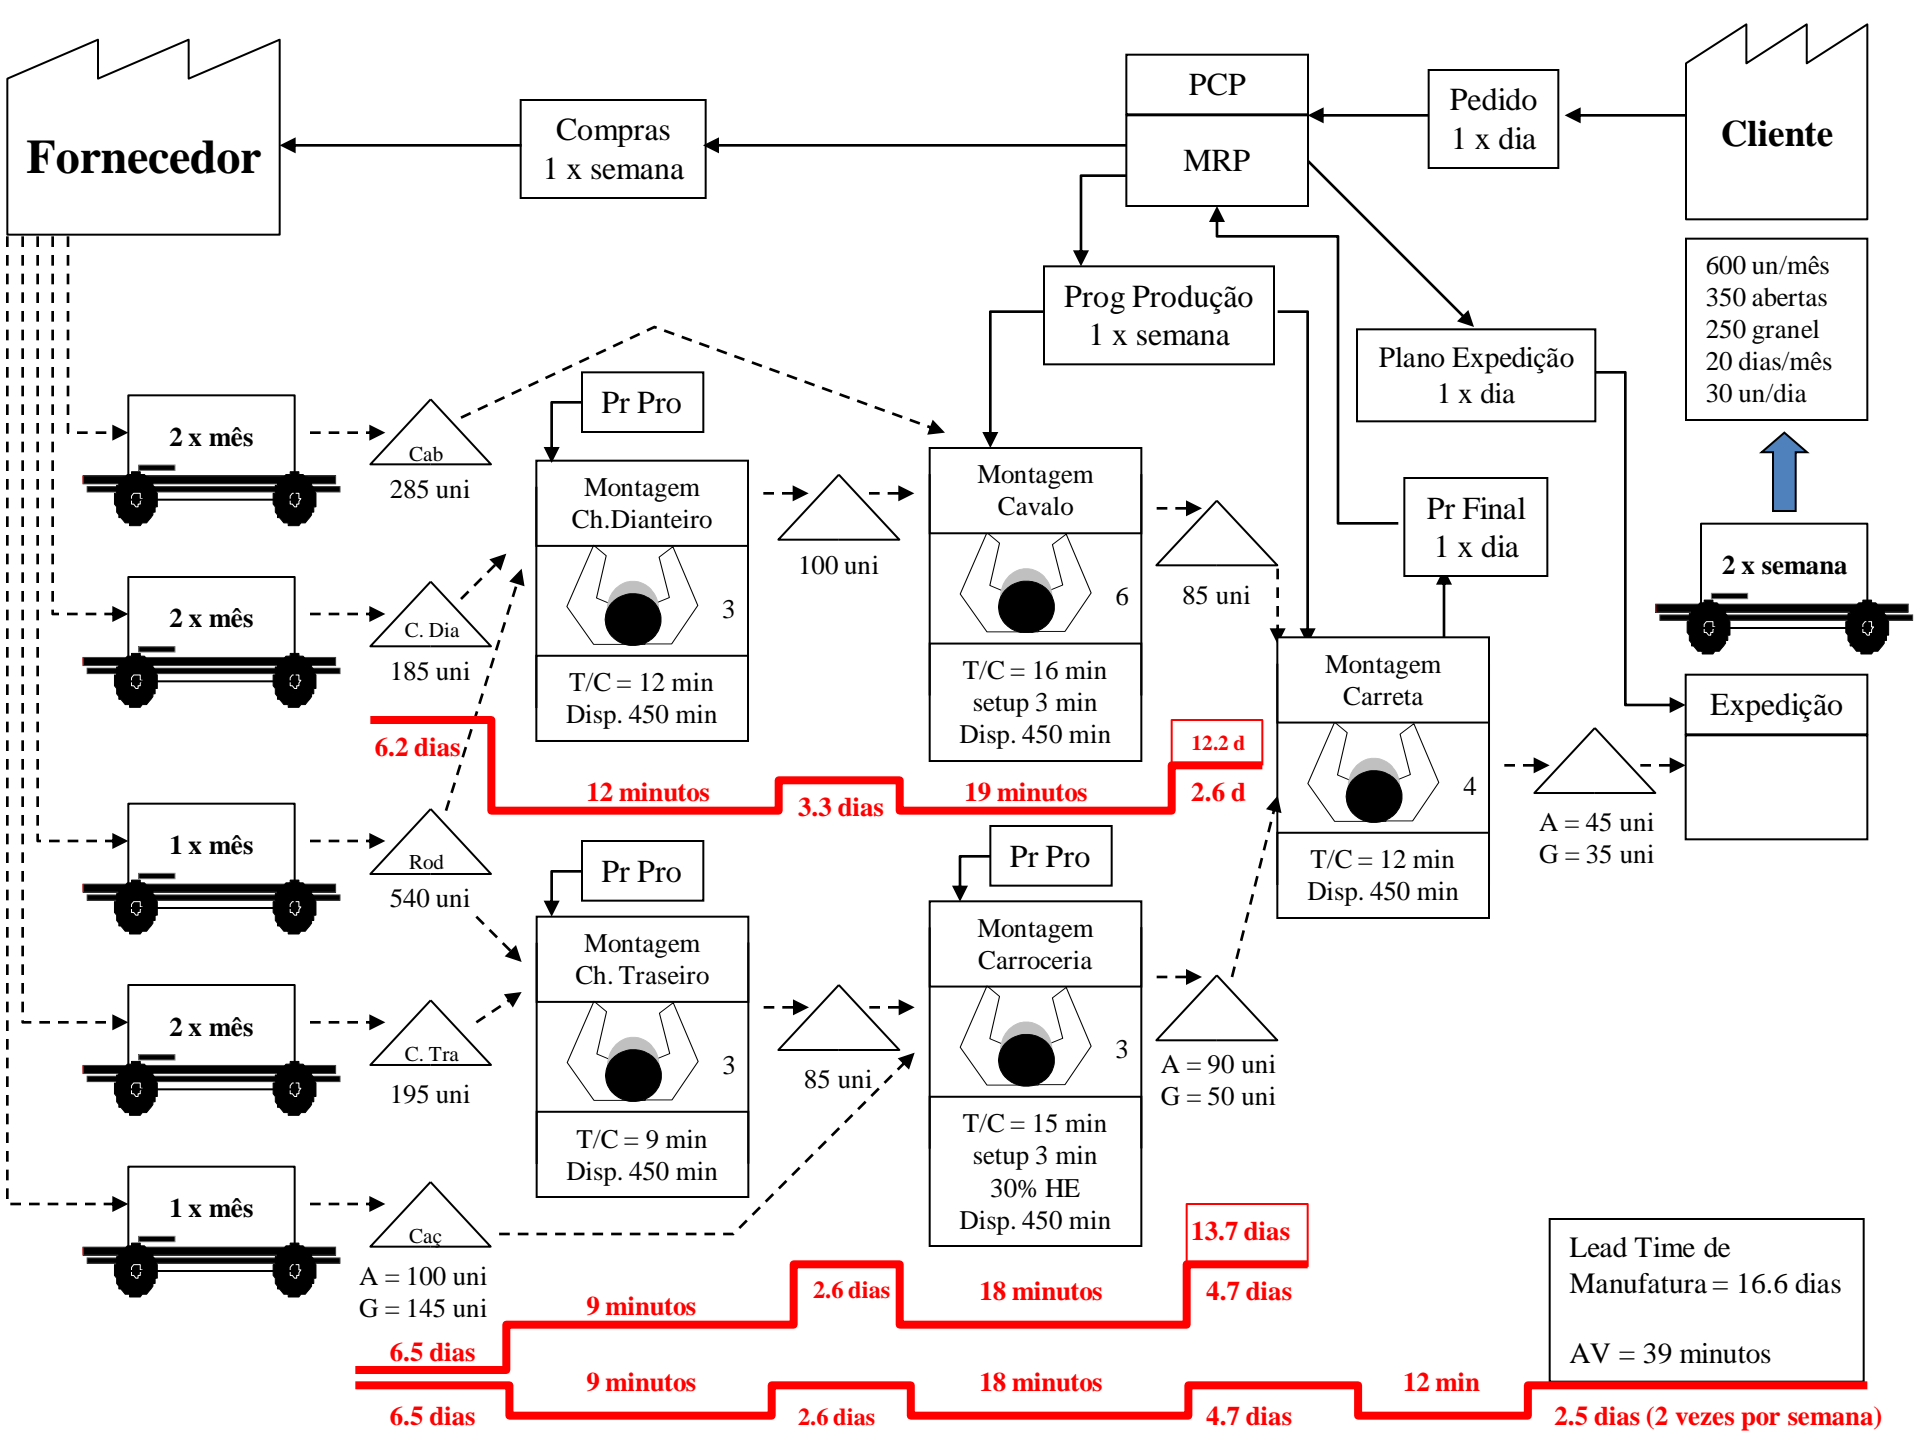 Fornecedor
Compras
1 x semana
PCP
MRP
Pedido
1 x dia
Cliente
600 un/mês
350 abertas
250 granel
20 dias/mês
30 un/dia
Prog Produção
1 x semana
Plano Expedição
1 x dia
Pr Final
1 x dia
2 x semana
Expedição
2 x mês
Cab
285 uni
Pr Pro
Montagem
Ch.Dianteiro
3
T/C = 12 min
Disp. 450 min
100 uni
Montagem
Cavalo
6
T/C = 16 min
setup 3 min
Disp. 450 min
85 uni
2 x mês
C. Dia
185 uni
Montagem
Carreta
4
T/C = 12 min
Disp. 450 min
A = 45 uni
G = 35 uni
6.2 dias
12 minutos
3.3 dias
19 minutos
12.2 d
2.6 d
1 x mês
Rod
540 uni
Pr Pro
Montagem
Ch. Traseiro
3
T/C = 9 min
Disp. 450 min
85 uni
Pr Pro
Montagem
Carroceria
3
T/C = 15 min
setup 3 min
30% HE
Disp. 450 min
A = 90 uni
G = 50 uni
2 x mês
C. Tra
195 uni
1 x mês
Caç
A = 100 uni
G = 145 uni
6.5 dias
9 minutos
2.6 dias
18 minutos
13.7 dias
4.7 dias
Lead Time de
Manufatura = 16.6 dias
AV = 39 minutos
6.5 dias
9 minutos
2.6 dias
18 minutos
4.7 dias
12 min
2.5 dias (2 vezes por semana)